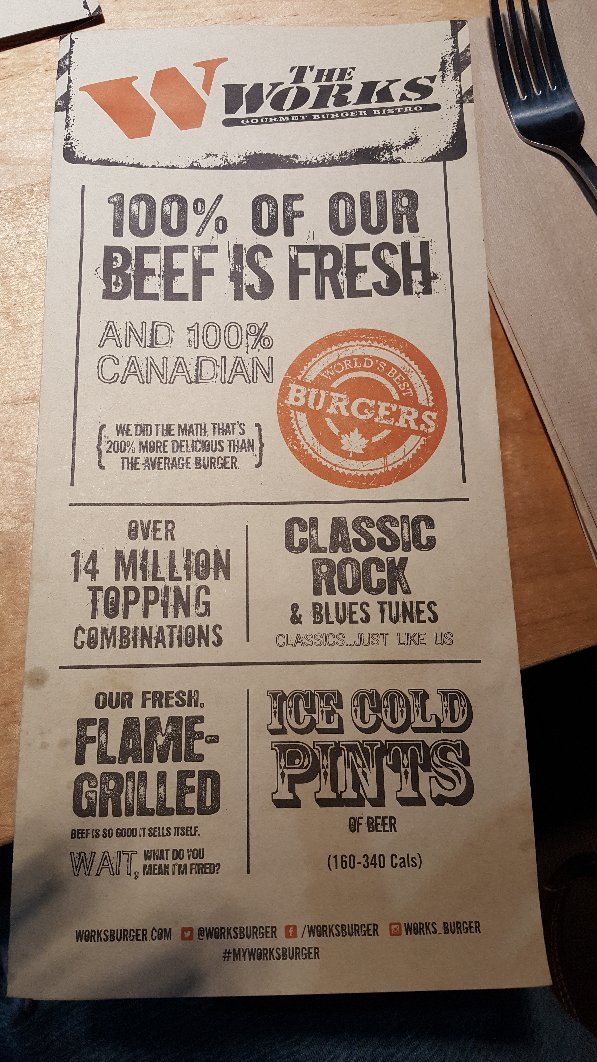 W THE
WORKS
GOURMET BURGER BISTRO
100% OF OUR
BEEF IS FRESH
AND 100%
CANADIAN
WORLD'S BEST
BURGERS
{ WE DID THE MATH, THAT'S
200% MORE DELICIOUS THAN
THE AVERAGE BURGER. }
OVER
14 MILLION
TOPPING
COMBINATIONS
CLASSIC
ROCK
& BLUES TUNES
CLASSICS...JUST LIKE US
OUR FRESH,
FLAME-
GRILLED
BEEF IS SO GOOD IT SELLS ITSELF.
WAIT, WHAT DO YOU
MEAN I'M FIRED?
ICE COLD
PINTS
OF BEER
(160-340 Cals)
WORKSBURGER.COM @WORKSBURGER /WORKSBURGER WORKS_BURGER
#MYWORKSBURGER